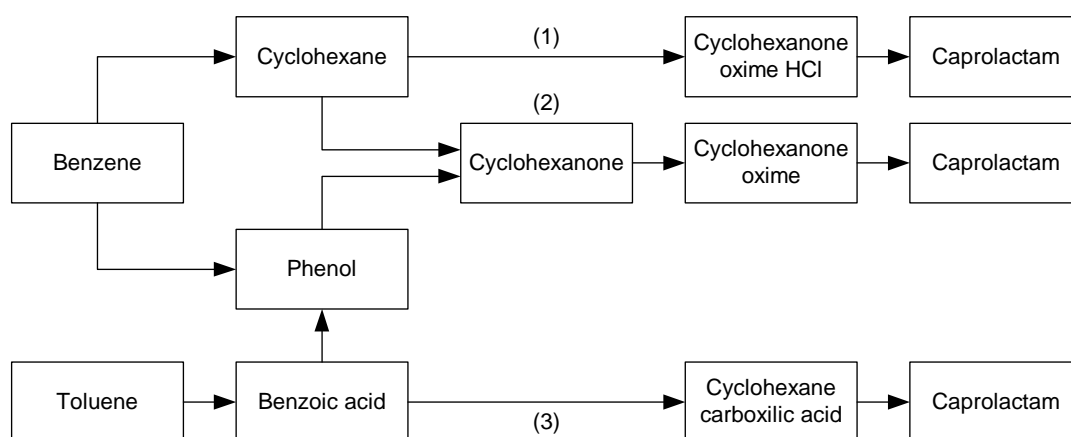 (1)
Cyclohexane
Cyclohexanone
oxime HCl
Caprolactam
(2)
Benzene
Cyclohexanone
Cyclohexanone
oxime
Caprolactam
Phenol
Toluene
Benzoic acid
(3)
Cyclohexane
carboxilic acid
Caprolactam